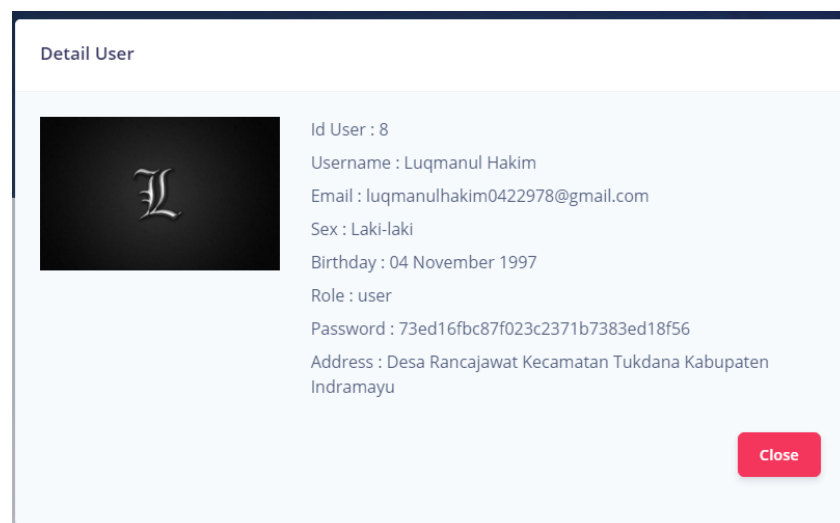 Detail User
L
Id User : 8
Username : Luqmanul Hakim
Email : luqmanulhakim0422978@gmail.com
Sex : Laki-laki
Birthday : 04 November 1997
Role : user
Password : 73ed16fbc87f023c2371b7383ed18f56
Address : Desa Rancajawat Kecamatan Tukdana Kabupaten
Indramayu
Close